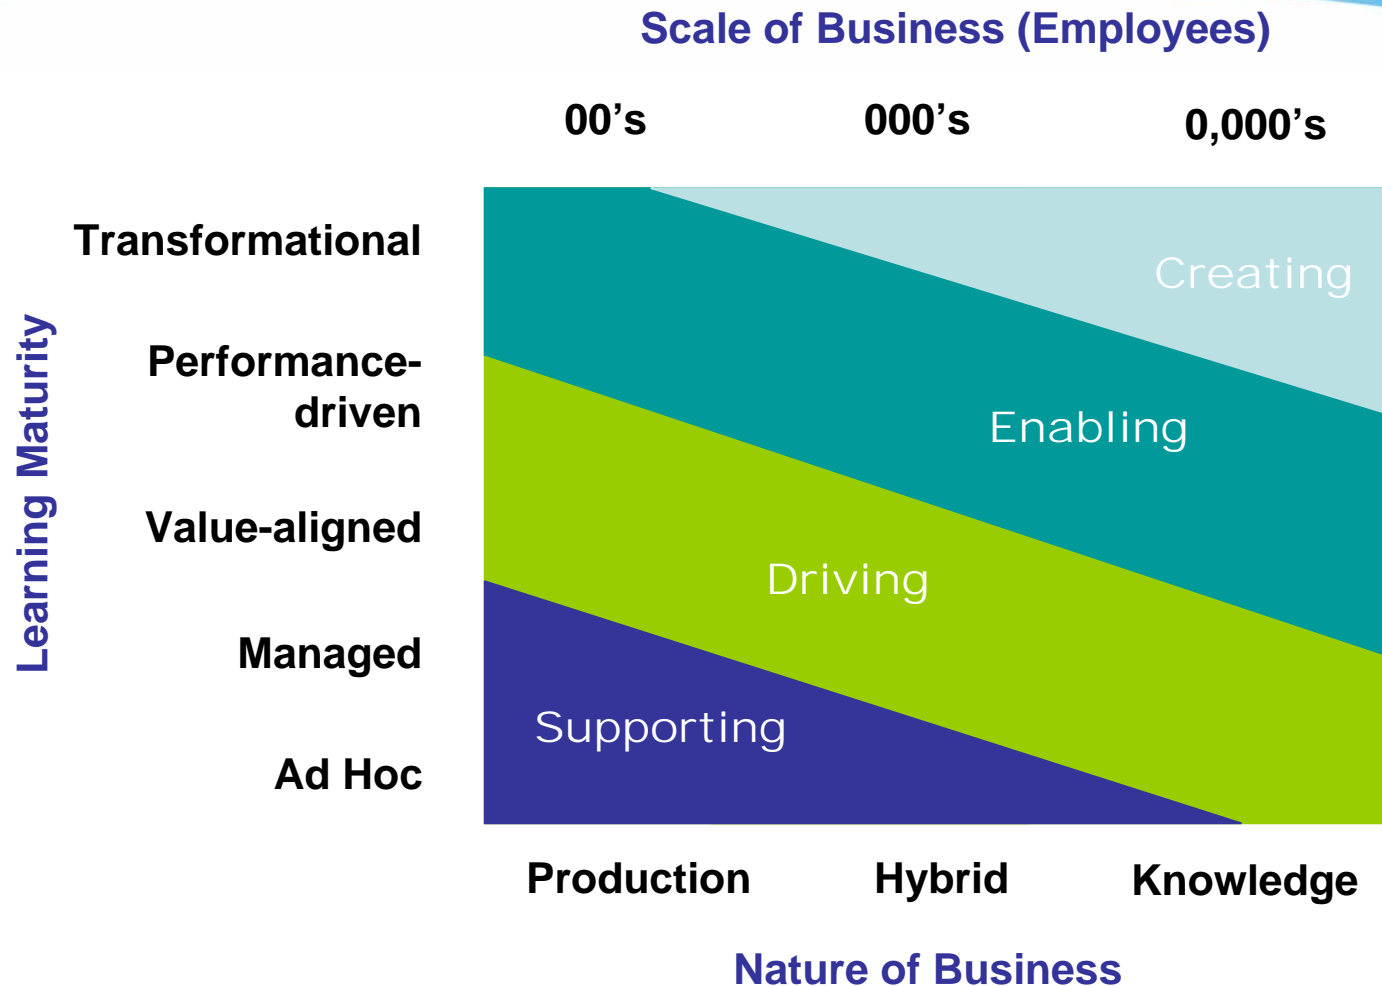 Scale of Business (Employees)
00’s
000’s
0,000’s
Transformational
Creating
Learning Maturity
Performance-
driven
Enabling
Value-aligned
Driving
Managed
Supporting
Ad Hoc
Production
Hybrid
Knowledge
Nature of Business